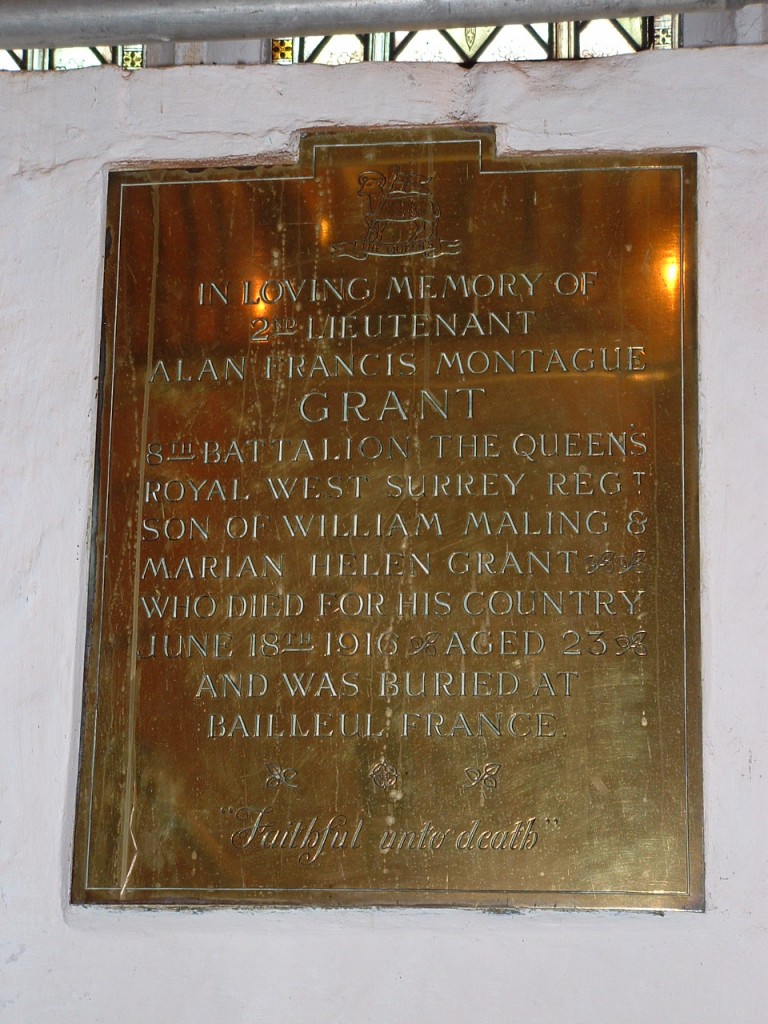 THE QUEEN'S
IN LOVING MEMORY OF
2ND LIEUTENANT
ALAN FRANCIS MONTAGUE
GRANT
8TH BATTALION THE QUEEN'S
ROYAL WEST SURREY REGT
SON OF WILLIAM MALING &
MARIAN HELEN GRANT
WHO DIED FOR HIS COUNTRY
JUNE 18TH 1916 AGED 23
AND WAS BURIED AT
BAILLEUL FRANCE.
"Faithful unto death"